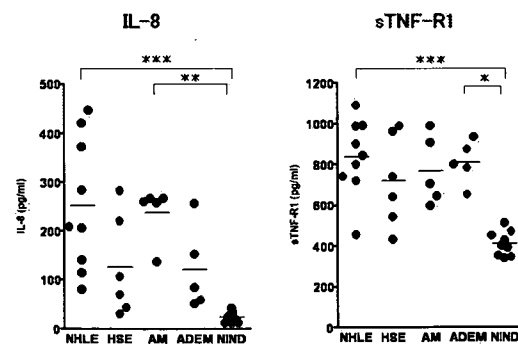 IL-8
***
**
500
400
300
200
100
0
IL-8 (pg/ml)
NHLE HSE AM ADEM NIND
sTNF-R1
***
*
1200
1000
800
600
400
200
0
sTNF-R1 (pg/ml)
NHLE HSE AM ADEM NIND